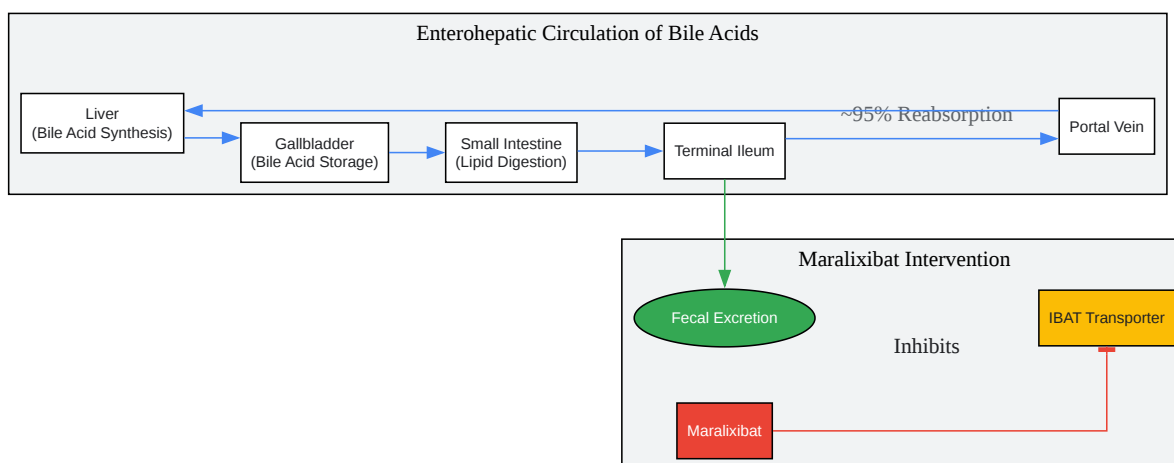 Enterohepatic Circulation of Bile Acids
Liver
(Bile Acid Synthesis)
Gallbladder
(Bile Acid Storage)
Small Intestine
(Lipid Digestion)
Terminal Ileum
~95% Reabsorption
Portal Vein
Maralixibat Intervention
Fecal Excretion
IBAT Transporter
Inhibits
Maralixibat